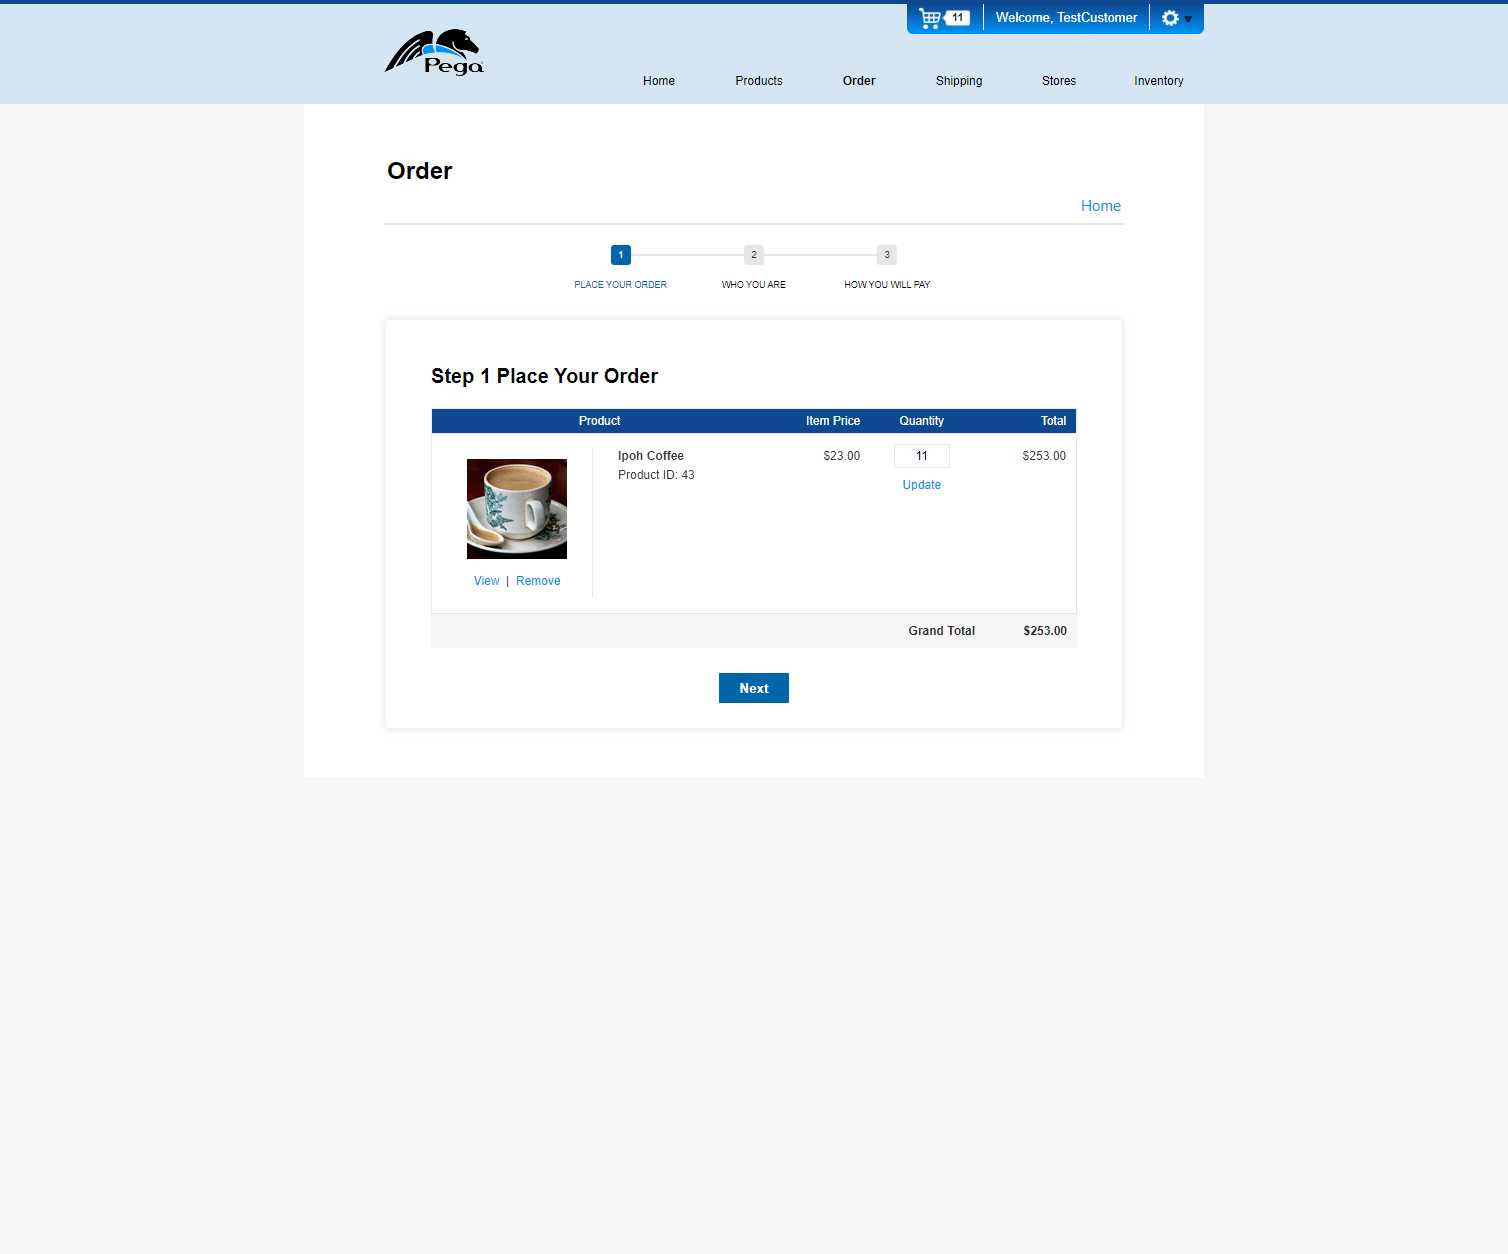 11 Welcome, TestCustomer
Pega
Home Products Order Shipping Stores Inventory
Order
Home
1 2 3
PLACE YOUR ORDER WHO YOU ARE HOW YOU WILL PAY
Step 1 Place Your Order
Product Item Price Quantity Total
Ipoh Coffee $23.00 11 $253.00
Product ID: 43
Update
View | Remove
Grand Total $253.00
Next